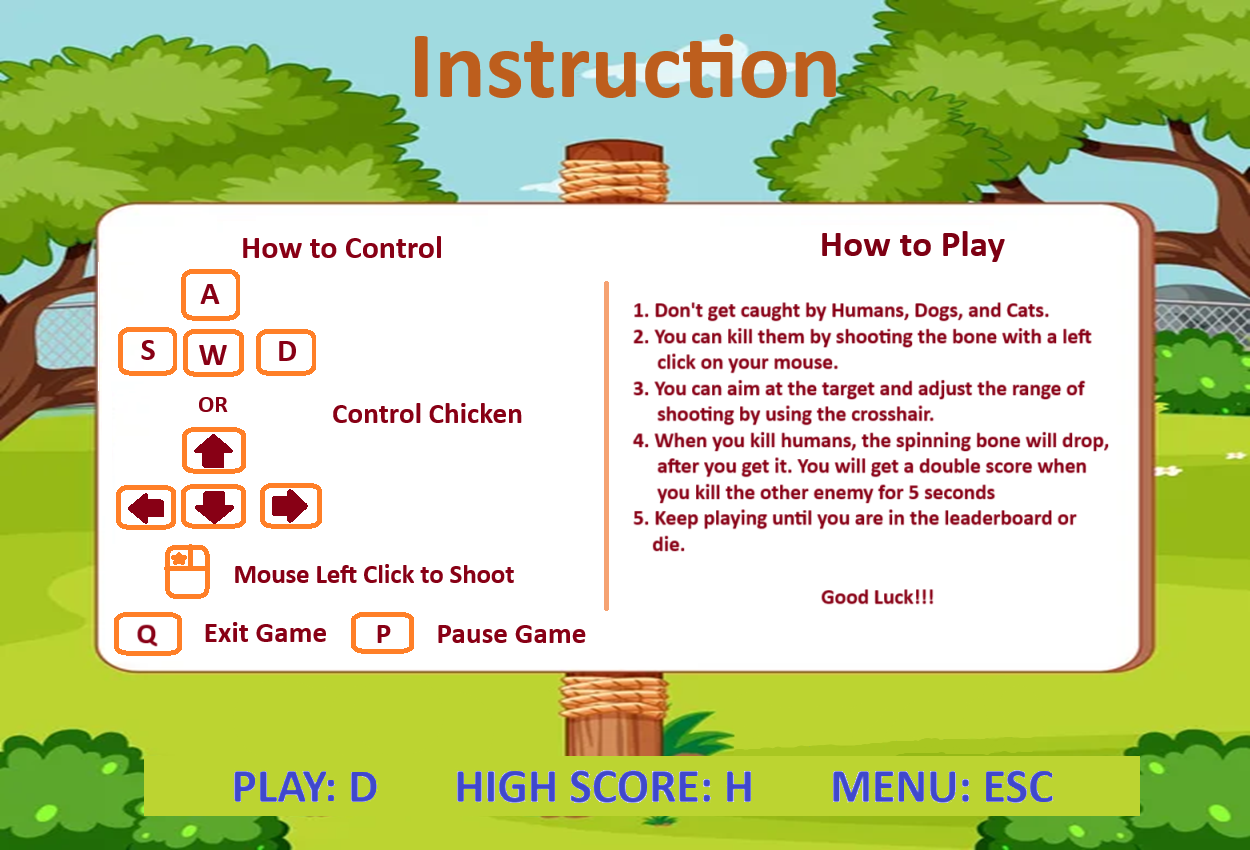 Instruction
How to Control
A
S W D
OR
Control Chicken
Mouse Left Click to Shoot
Q Exit Game P Pause Game
How to Play
1. Don't get caught by Humans, Dogs, and Cats.
2. You can kill them by shooting the bone with a left
click on your mouse.
3. You can aim at the target and adjust the range of
shooting by using the crosshair.
4. When you kill humans, the spinning bone will drop,
after you get it. You will get a double score when
you kill the other enemy for 5 seconds
5. Keep playing until you are in the leaderboard or
die.
Good Luck!!!
PLAY: D HIGH SCORE: H MENU: ESC